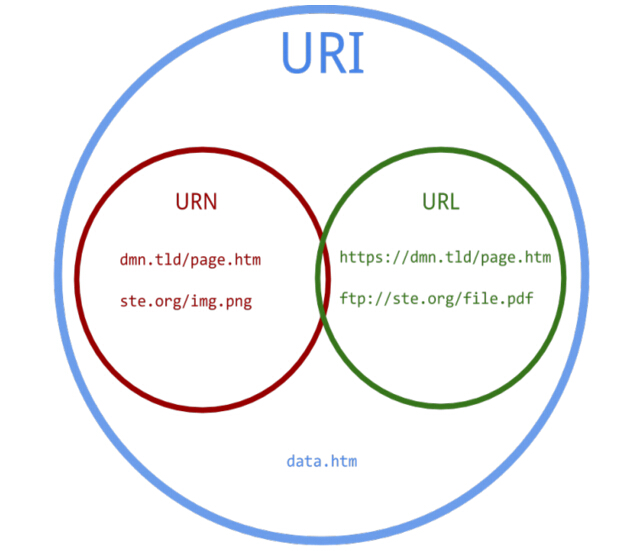 URI
URN
dmn.tld/page.htm
ste.org/img.png
URL
https://dmn.tld/page.htm
ftp://ste.org/file.pdf
data.htm